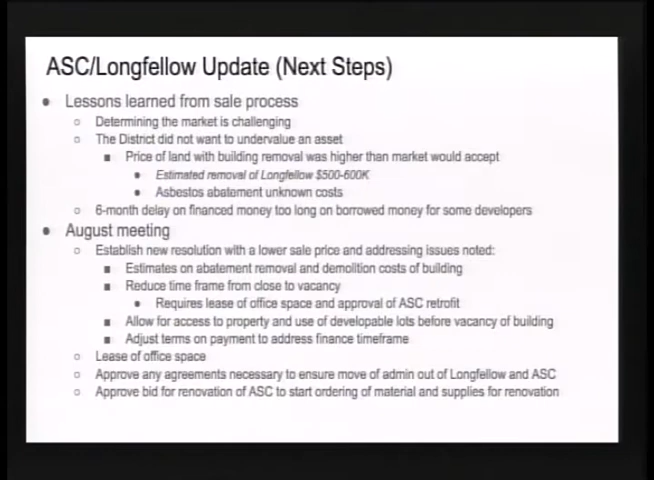 ASC/Longfellow Update (Next Steps)
● Lessons learned from sale process
○ Determining the market is challenging
○ The District did not want to undervalue an asset
■ Price of land with building removal was higher than market would accept
● Estimated removal of Longfellow $500-600K
● Asbestos abatement unknown costs
○ 6-month delay on financed money too long on borrowed money for some developers
● August meeting
○ Establish new resolution with a lower sale price and addressing issues noted:
■ Estimates on abatement removal and demolition costs of building
■ Reduce time frame from close to vacancy
● Requires lease of office space and approval of ASC retrofit
■ Allow for access to property and use of developable lots before vacancy of building
■ Adjust terms on payment to address finance timeframe
○ Lease of office space
○ Approve any agreements necessary to ensure move of admin out of Longfellow and ASC
○ Approve bid for renovation of ASC to start ordering of material and supplies for renovation